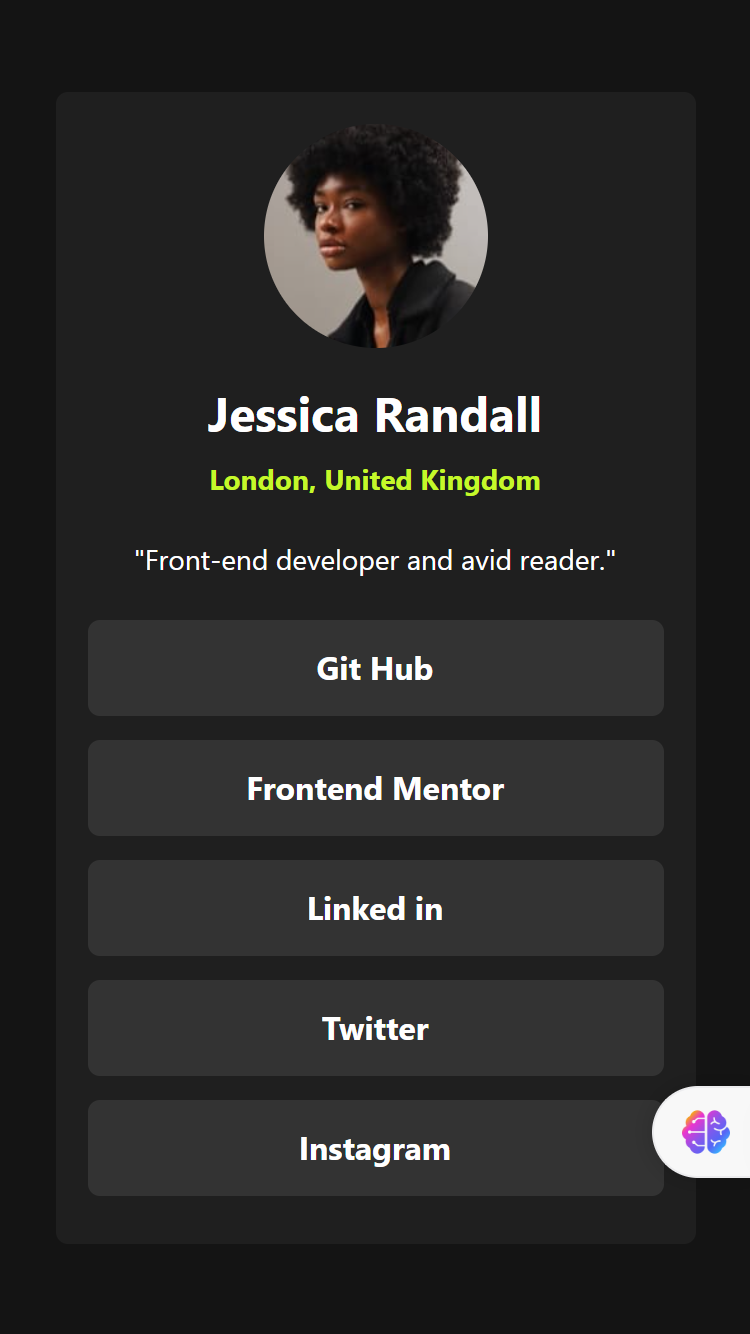 Jessica Randall
London, United Kingdom
"Front-end developer and avid reader."
Git Hub
Frontend Mentor
Linked in
Twitter
Instagram